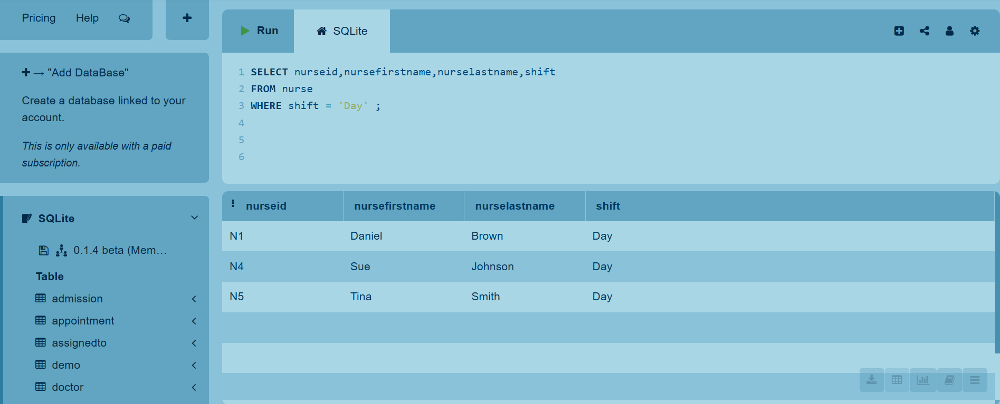 Pricing Help
"Add DataBase"
Create a database linked to your
account.
This is only available with a paid
subscription.
SQLite
0.1.4 beta (Mem...
Table
admission
appointment
assignedto
demo
doctor
Run SQLite
1 SELECT nurseid,nursefirstname,nurselastname,shift
2 FROM nurse
3 WHERE shift = 'Day' ;
4
5
6
nurseid nursefirstname nurselastname shift
N1 Daniel Brown Day
N4 Sue Johnson Day
N5 Tina Smith Day